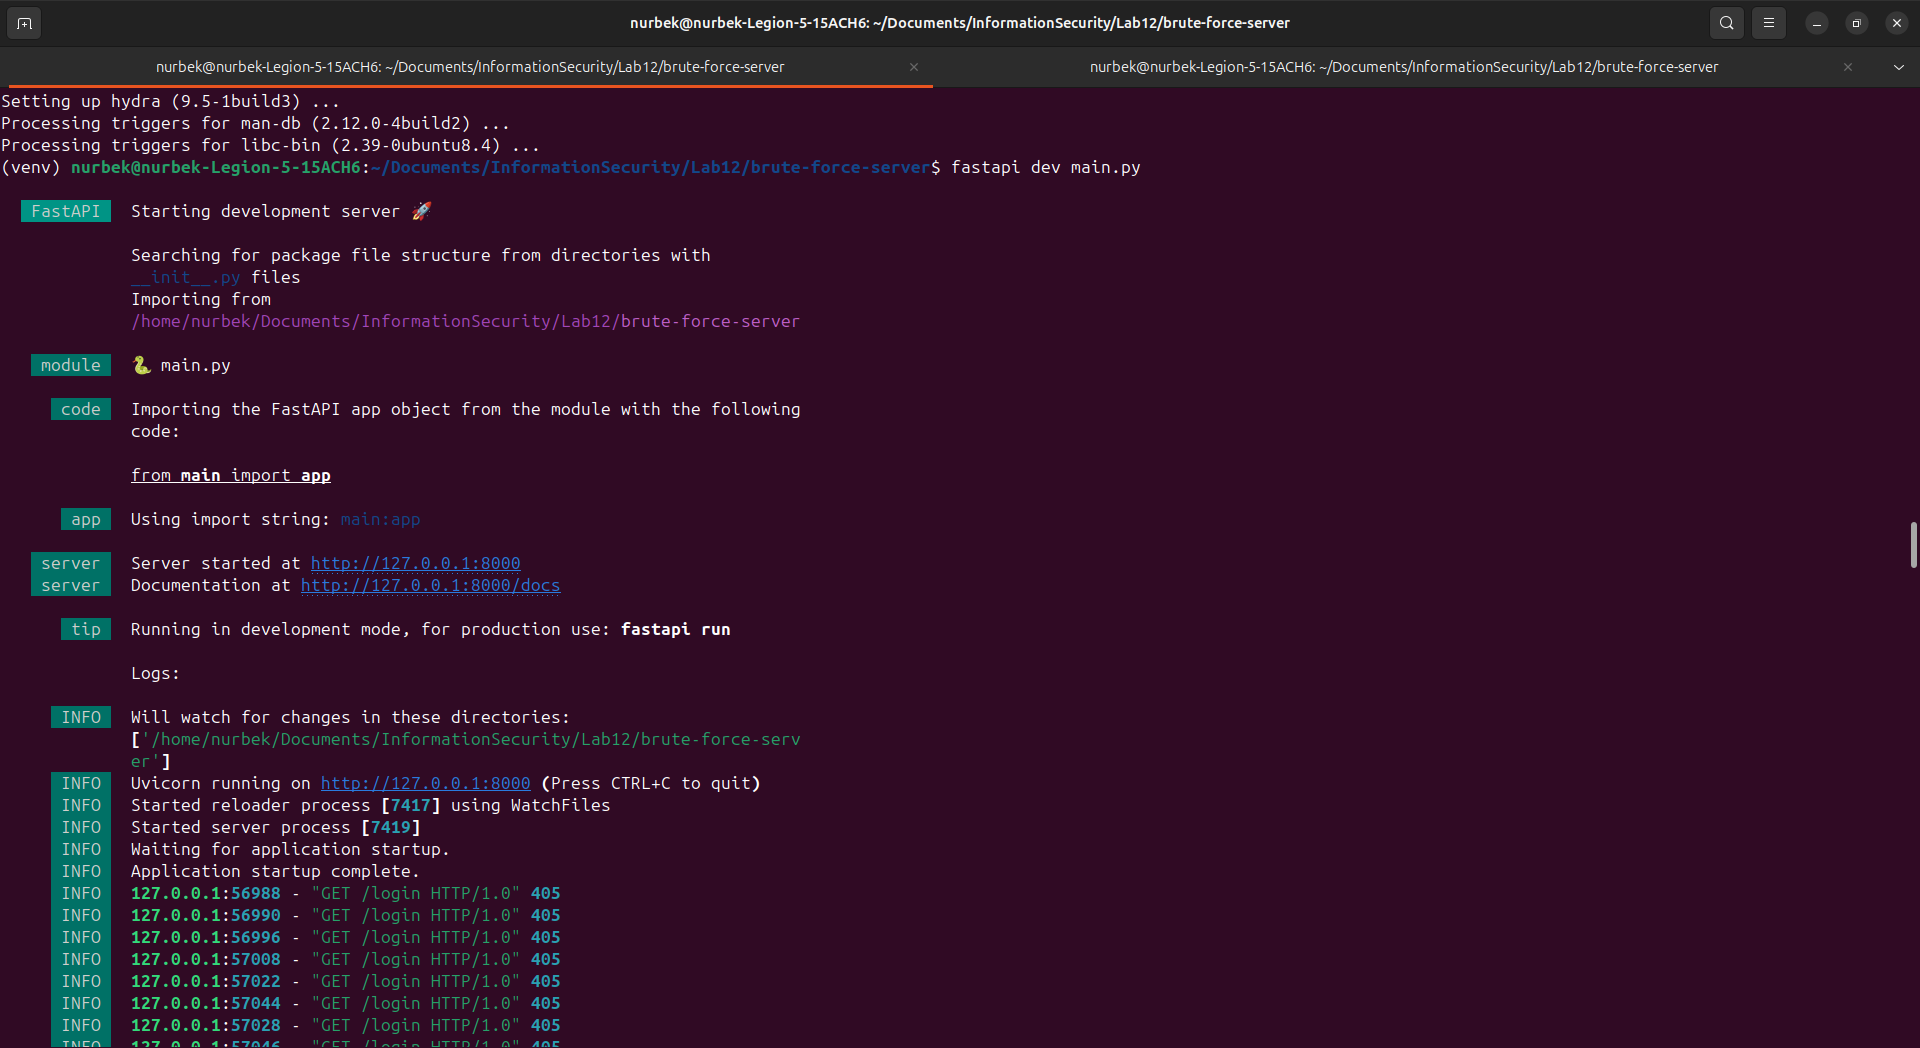 nurbek@nurbek-Legion-5-15ACH6: ~/Documents/InformationSecurity/Lab12/brute-force-server
nurbek@nurbek-Legion-5-15ACH6: ~/Documents/InformationSecurity/Lab12/brute-force-server
nurbek@nurbek-Legion-5-15ACH6: ~/Documents/InformationSecurity/Lab12/brute-force-server
Setting up hydra (9.5-1build3) ...
Processing triggers for man-db (2.12.0-4build2) ...
Processing triggers for libc-bin (2.39-0ubuntu8.4) ...
(venv) nurbek@nurbek-Legion-5-15ACH6:~/Documents/InformationSecurity/Lab12/brute-force-server$ fastapi dev main.py
FastAPI Starting development server 🚀
Searching for package file structure from directories with
__init__.py files
Importing from
/home/nurbek/Documents/InformationSecurity/Lab12/brute-force-server
module 🐍 main.py
code Importing the FastAPI app object from the module with the following
code:
from main import app
app Using import string: main:app
server Server started at http://127.0.0.1:8000
server Documentation at http://127.0.0.1:8000/docs
tip Running in development mode, for production use: fastapi run
Logs:
INFO Will watch for changes in these directories:
['/home/nurbek/Documents/InformationSecurity/Lab12/brute-force-serv
er']
INFO Uvicorn running on http://127.0.0.1:8000 (Press CTRL+C to quit)
INFO Started reloader process [7417] using WatchFiles
INFO Started server process [7419]
INFO Waiting for application startup.
INFO Application startup complete.
INFO 127.0.0.1:56988 - "GET /login HTTP/1.0" 405
INFO 127.0.0.1:56990 - "GET /login HTTP/1.0" 405
INFO 127.0.0.1:56996 - "GET /login HTTP/1.0" 405
INFO 127.0.0.1:57008 - "GET /login HTTP/1.0" 405
INFO 127.0.0.1:57022 - "GET /login HTTP/1.0" 405
INFO 127.0.0.1:57044 - "GET /login HTTP/1.0" 405
INFO 127.0.0.1:57028 - "GET /login HTTP/1.0" 405
INFO 127.0.0.1:57046 - "GET /login HTTP/1.0" 405